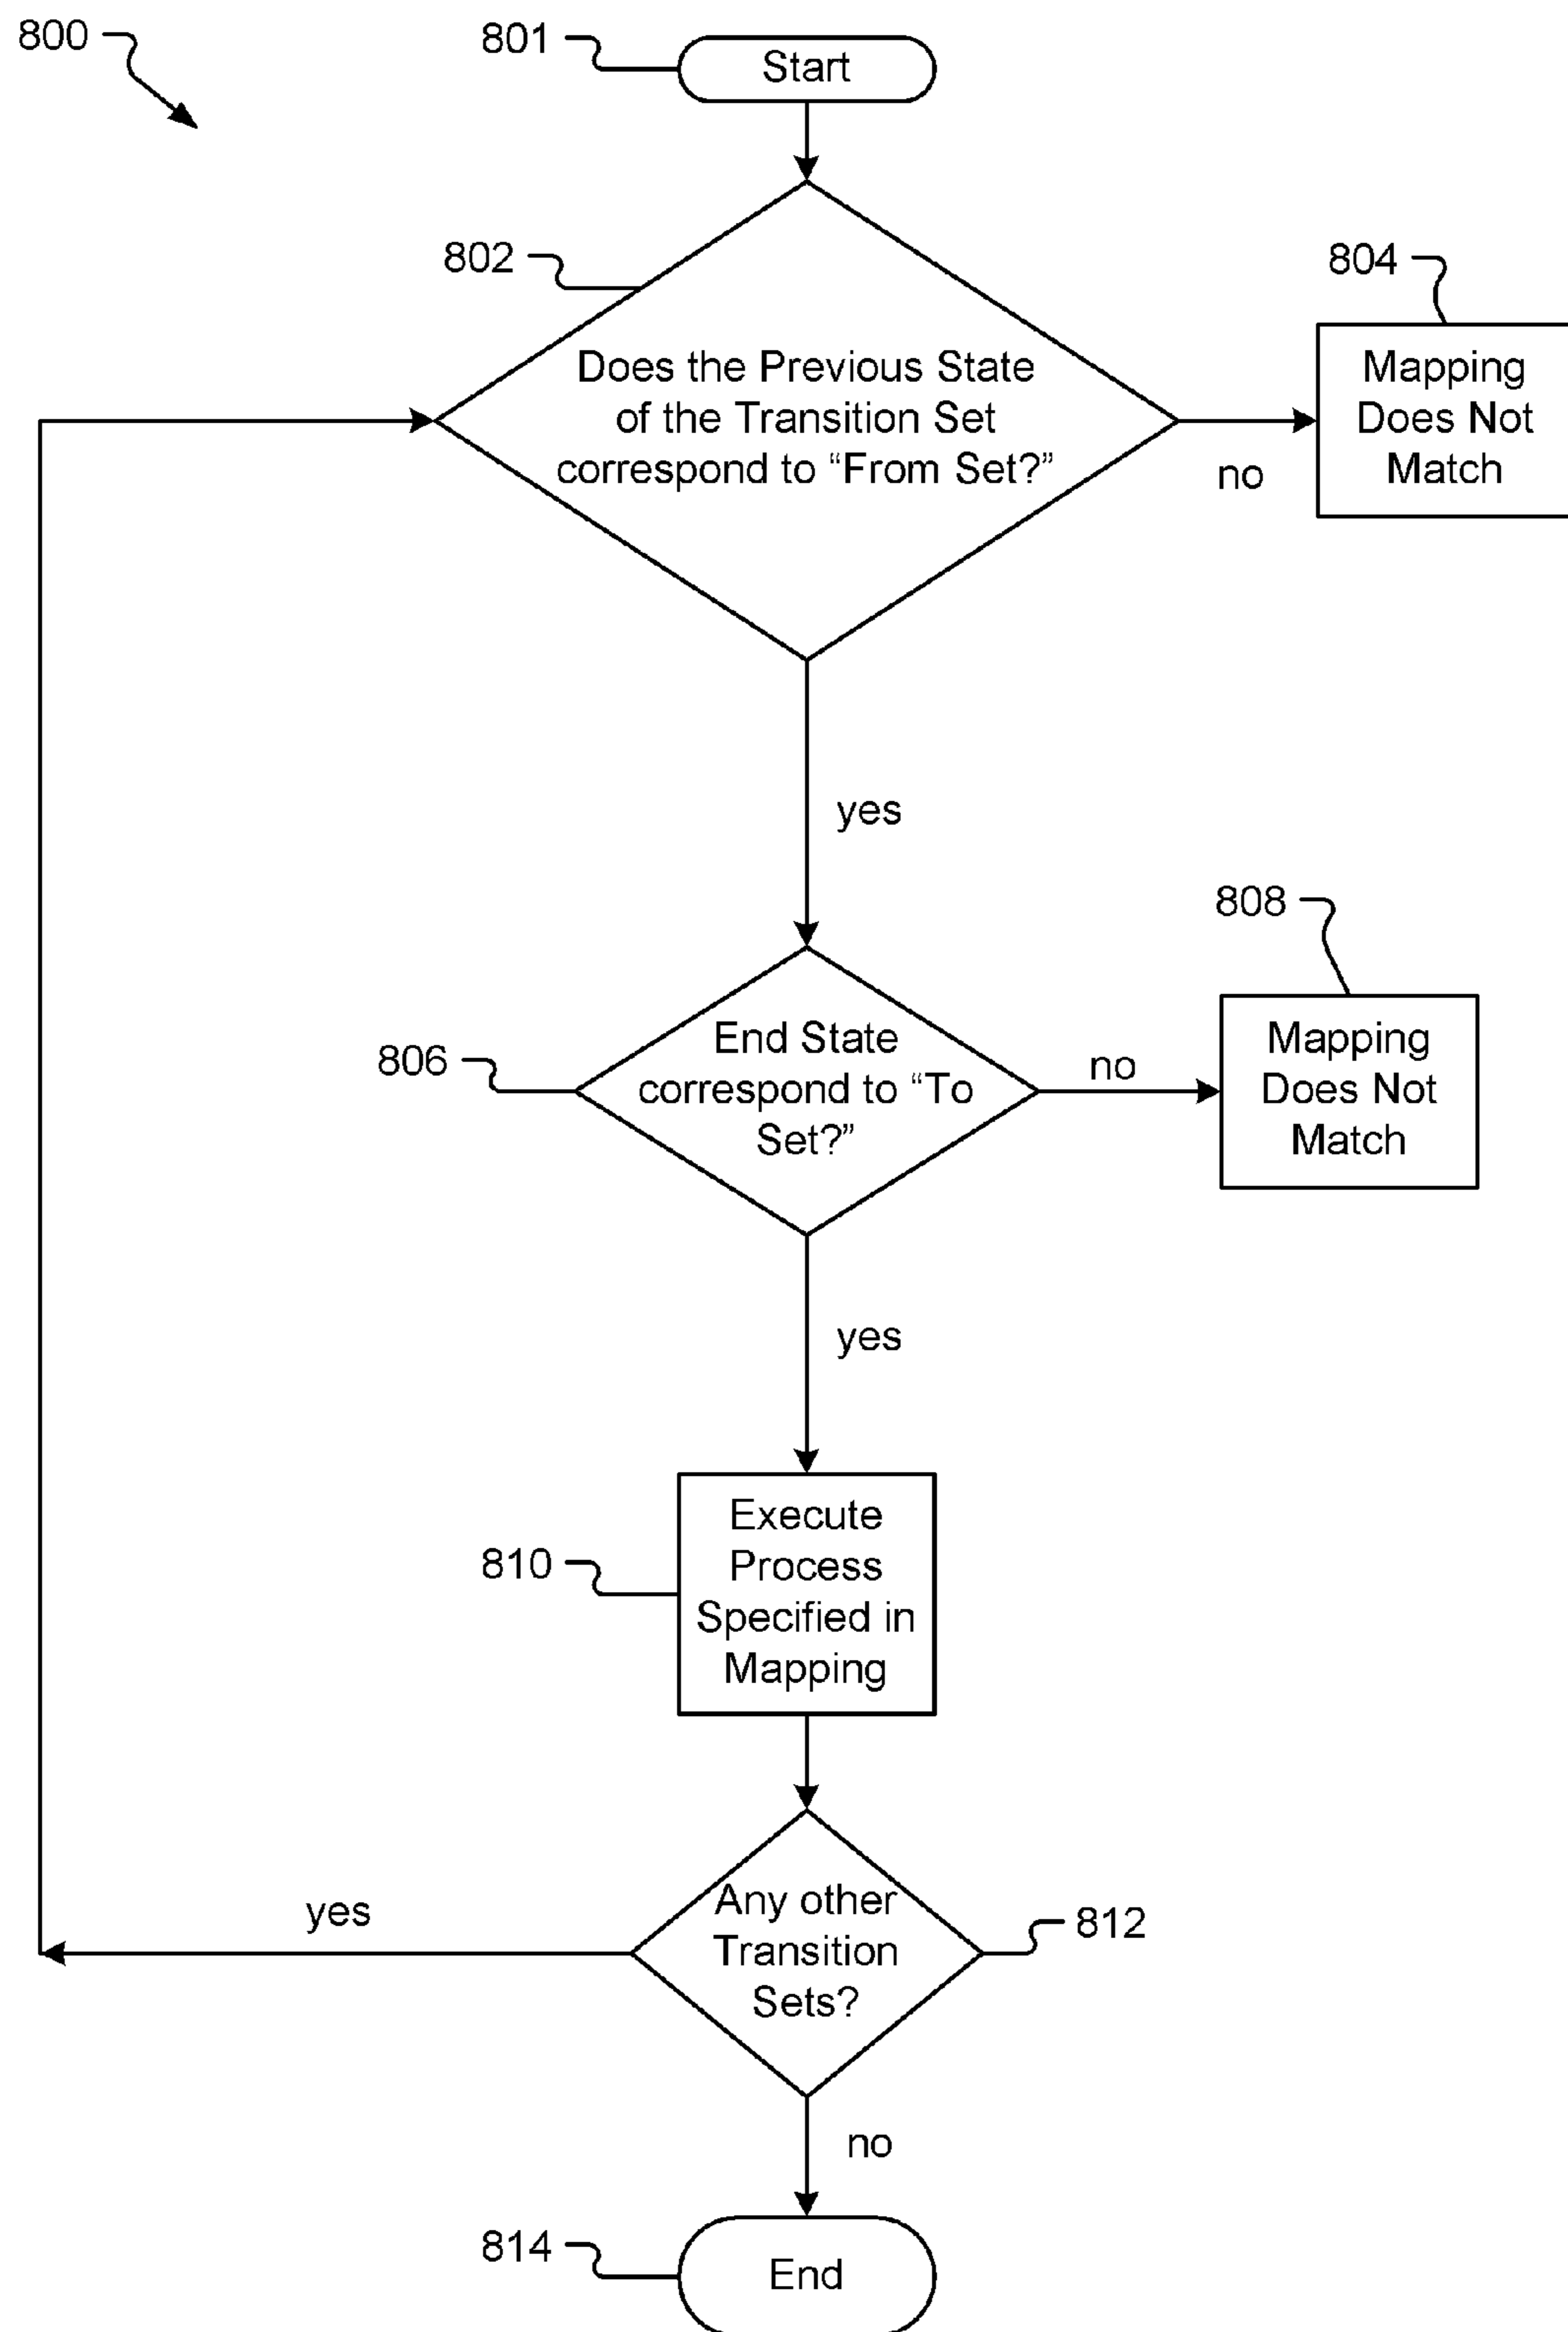 800
801
Start
802
Does the Previous State
of the Transition Set
correspond to “From Set?”
804
Mapping
Does Not
Match
no
yes
806
End State
correspond to “To
Set?”
no
808
Mapping
Does Not
Match
yes
810
Execute
Process
Specified in
Mapping
Any other
Transition
Sets?
812
yes
no
814
End